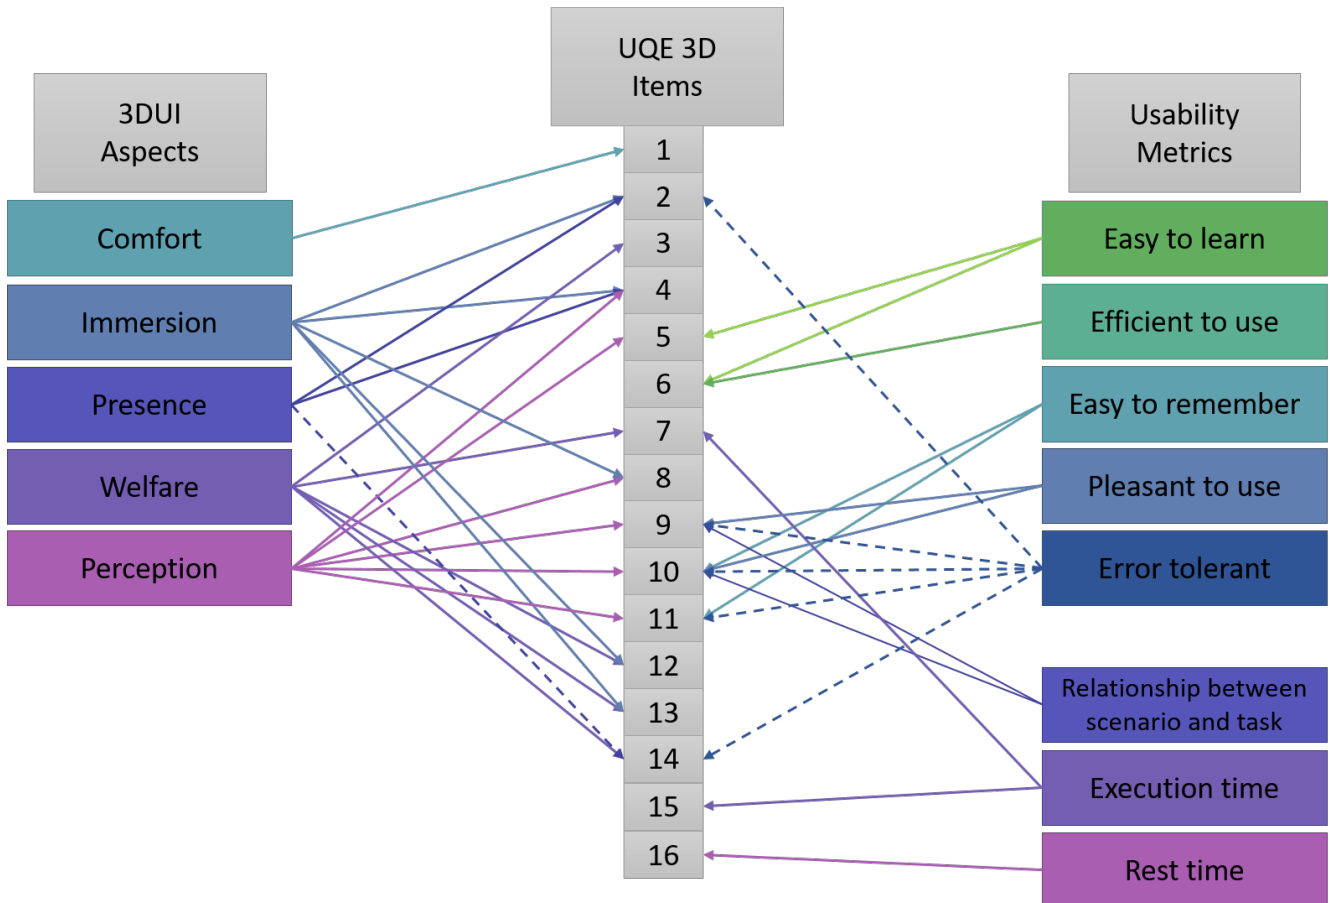 3DUI
Aspects
Comfort
Immersion
Presence
Welfare
Perception
UQE 3D
Items
1
2
3
4
5
6
7
8
9
10
11
12
13
14
15
16
Usability
Metrics
Easy to learn
Efficient to use
Easy to remember
Pleasant to use
Error tolerant
Relationship between
scenario and task
Execution time
Rest time